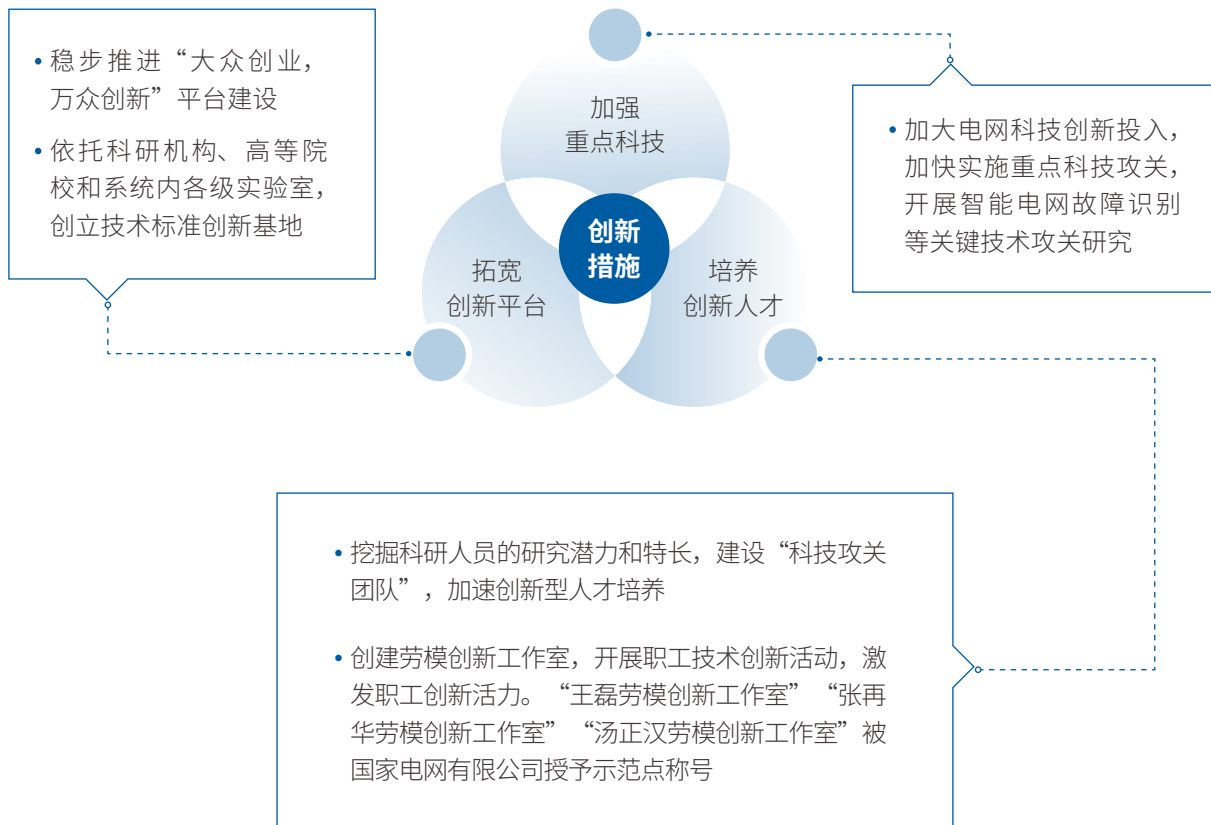 • 稳步推进“大众创业，
万众创新”平台建设
• 依托科研机构、高等院
校和系统内各级实验室，
创立技术标准创新基地
加强
重点科技
创新
措施
拓宽
创新平台
培养
创新人才
• 加大电网科技创新投入，
加快实施重点科技攻关，
开展智能电网故障识别
等关键技术攻关研究
• 挖掘科研人员的研究潜力和特长，建设“科技攻关
团队”，加速创新型人才培养
• 创建劳模创新工作室，开展职工技术创新活动，激
发职工创新活力。“王磊劳模创新工作室”“张再
华劳模创新工作室”“汤正汉劳模创新工作室”被
国家电网有限公司授予示范点称号